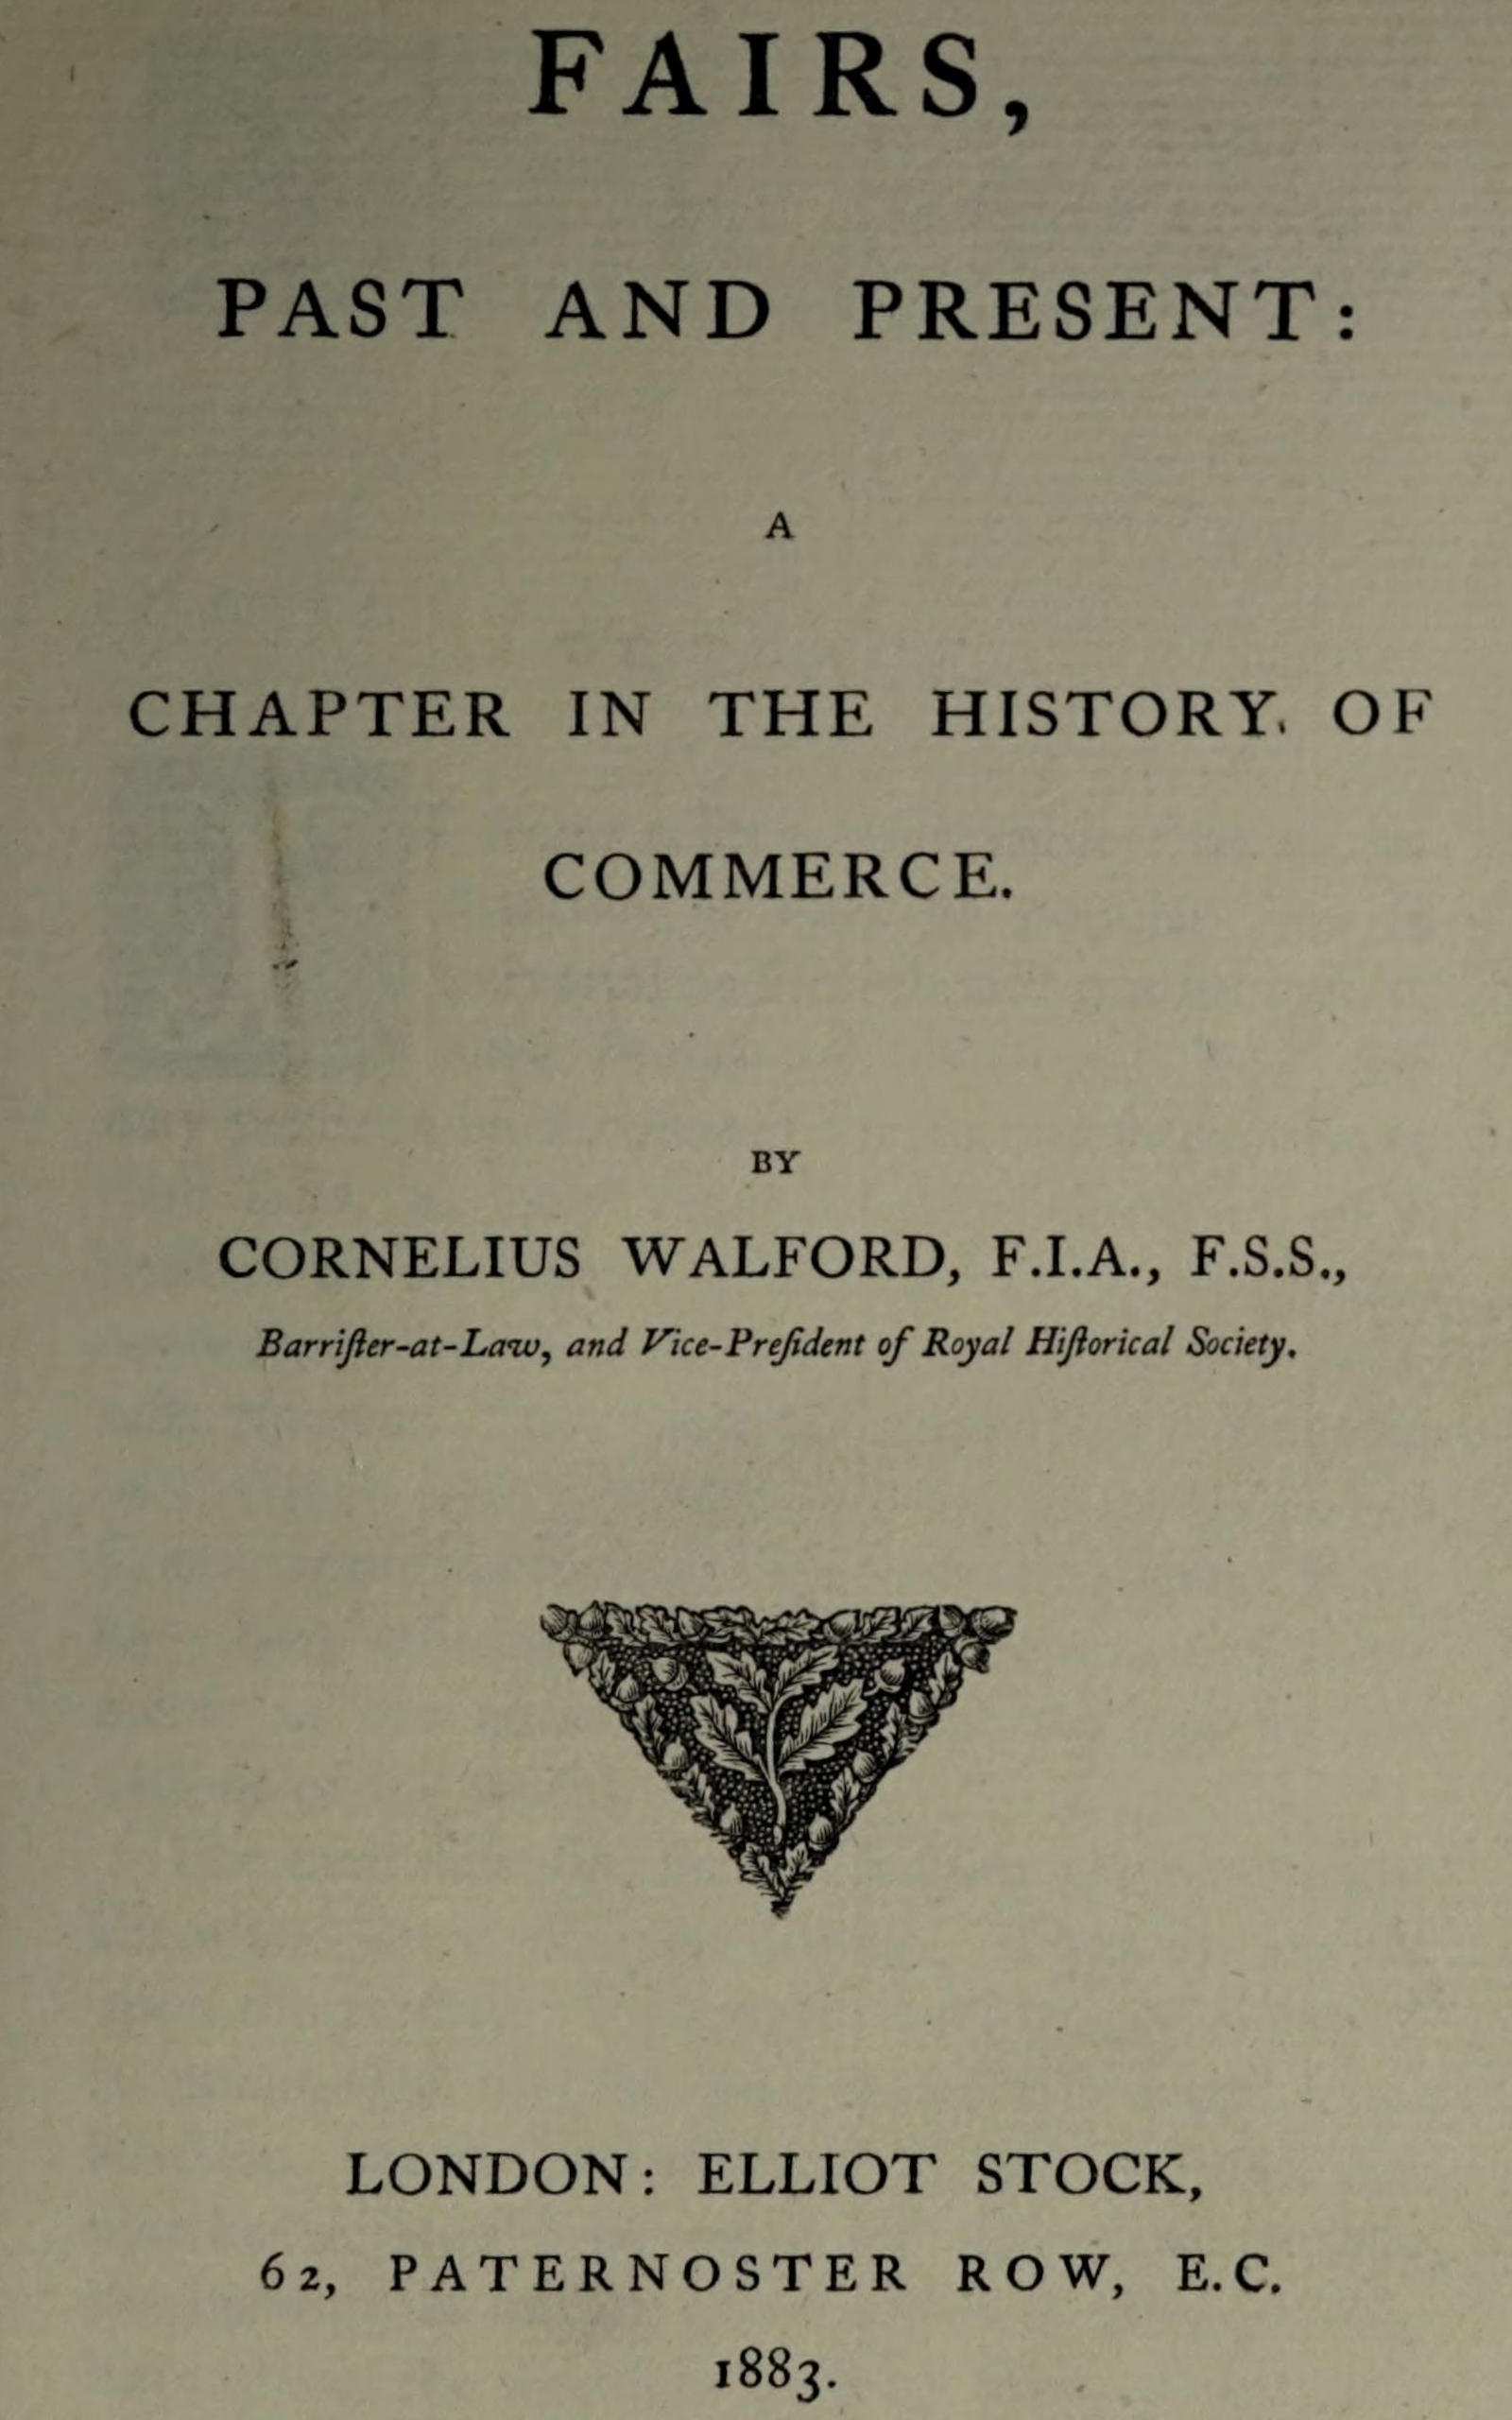 FAIRS,
PAST AND PRESENT:
A
CHAPTER IN THE HISTORY OF
COMMERCE.
BY
CORNELIUS WALFORD, F.I.A., F.S.S.,
Barriſter-at-Law, and Vice-Preſident of Royal Hiſtorical Society.
LONDON: ELLIOT STOCK,
62, PATERNOSTER ROW, E.C.
1883.